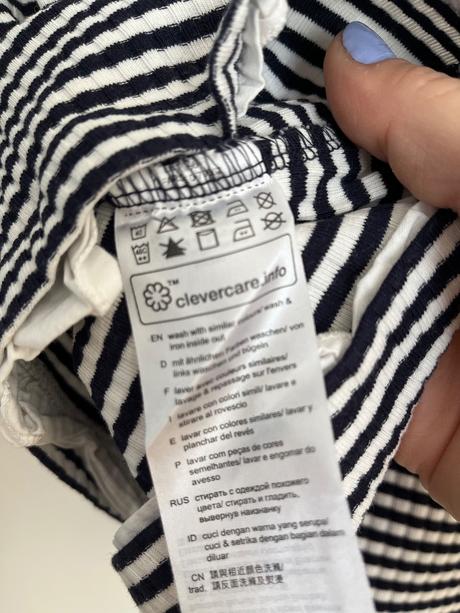 ™
clevercare.info
EN wash with similar colours/ wash &
iron inside out
D mit ähnlichen Farben waschen/ von
links waschen und bügeln
F laver avec couleurs similaires/
lavage & repassage sur l'envers
I lavare con colori simili/ lavare e
stirare al rovescio
E lavar con colores similares/ lavar y
planchar del revés
P lavar com peças de cores
semelhantes/ lavar e engomar do
avesso
RUS стирать с одеждой похожего
цвета/ стирать и гладить,
вывернув наизнанку
ID cuci dengan warna yang serupa/
cuci & setrika dengan bagian dalam
diluar
CN 請與相近顏色洗滌/
trad. 請反面洗滌及熨燙